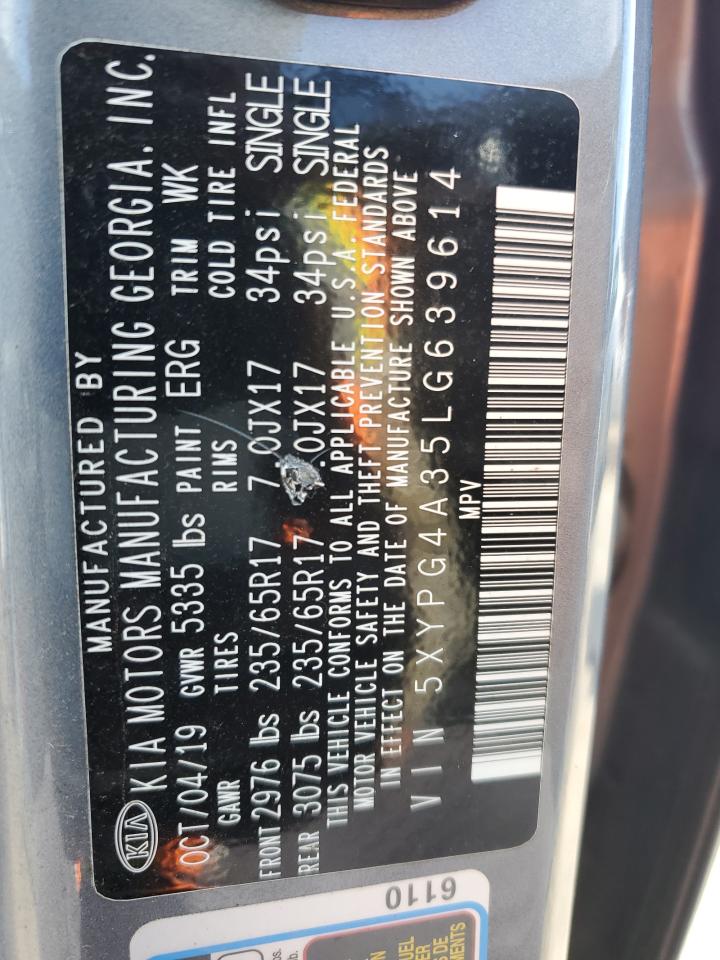 MANUFACTURED BY
KIA KIA MOTORS MANUFACTURING GEORGIA, INC.
OCT/04/19 GVWR 5335 lbs PAINT ERG TRIM WK
GAWR TIRES RIMS COLD TIRE INFL
FRONT 2976 lbs 235/65R17 7.0JX17 34psi SINGLE
REAR 3075 lbs 235/65R17 .0JX17 34psi SINGLE
THIS VEHICLE CONFORMS TO ALL APPLICABLE U.S.A. FEDERAL
MOTOR VEHICLE SAFETY AND THEFT PREVENTION STANDARDS
IN EFFECT ON THE DATE OF MANUFACTURE SHOWN ABOVE
VIN 5XYPG4A35LG639614
MPV
6110